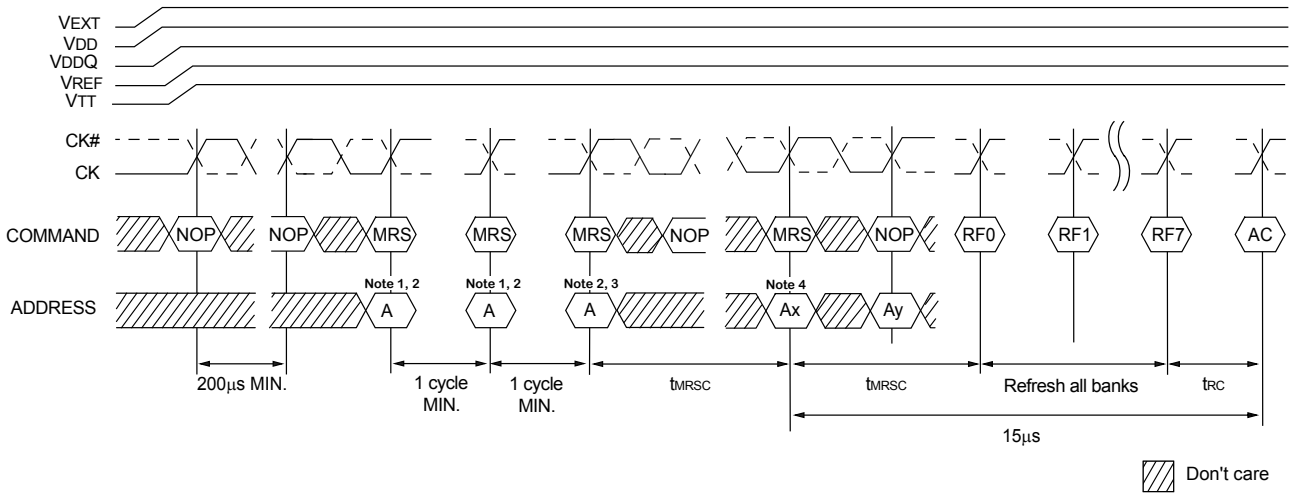 VEXT
VDD
VDDQ
VREF
VTT
CK#
CK
COMMAND NOP NOP MRS MRS MRS NOP MRS NOP RF0 RF1 RF7 AC
Note 1, 2 Note 1, 2 Note 2, 3 Note 4
ADDRESS A A A Ax Ay
200μs MIN. 1 cycle MIN. 1 cycle MIN. tMRSC tMRSC Refresh all banks tRC
15μs
Don't care